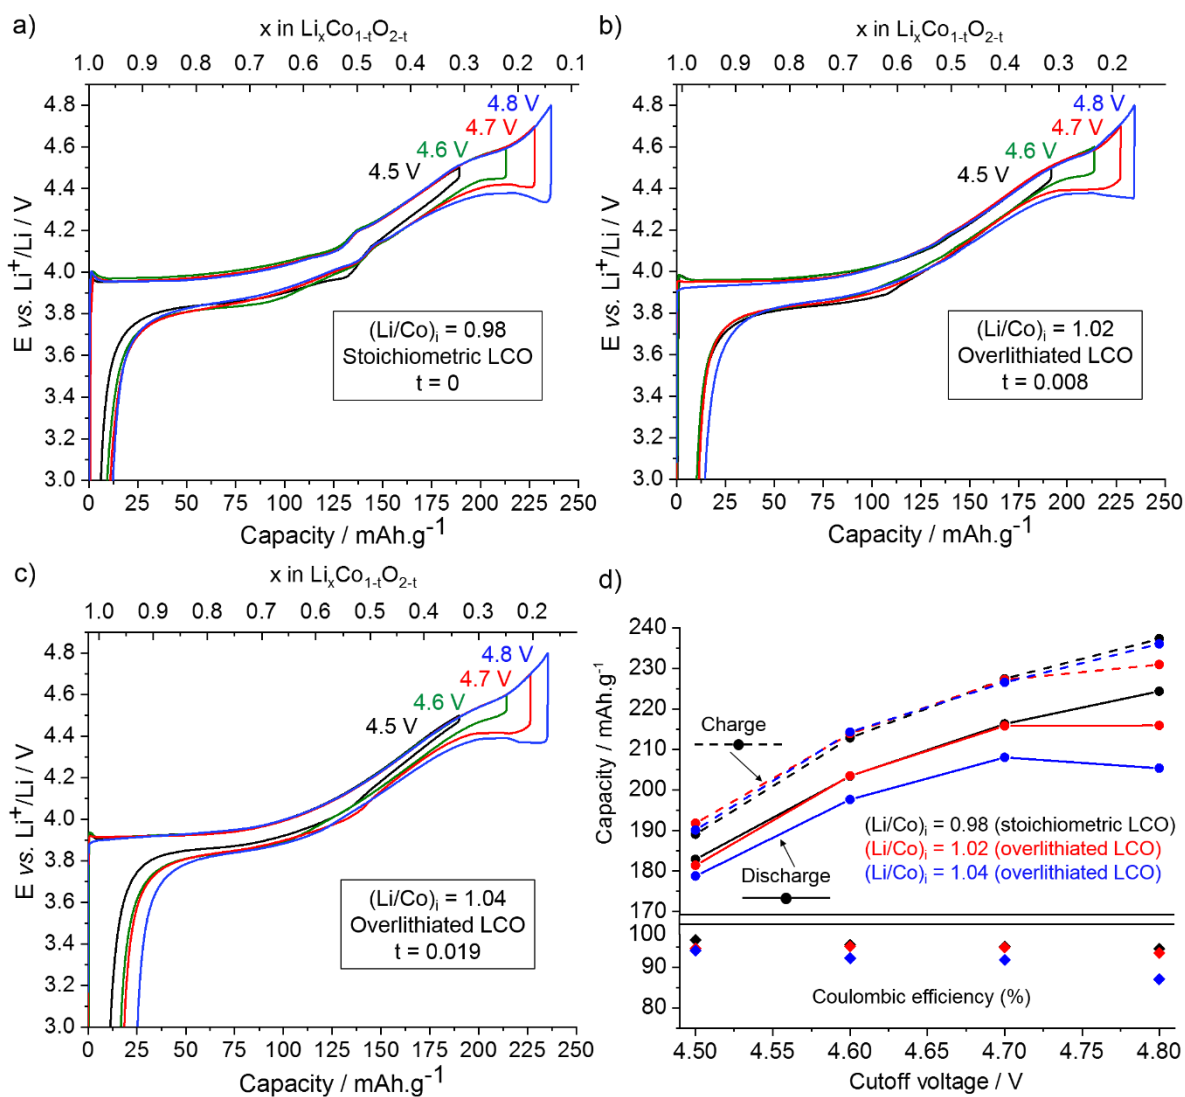 a)
x in LiₓCo₁₋ₜO₂₋ₜ
1.0 0.9 0.8 0.7 0.6 0.5 0.4 0.3 0.2 0.1
4.8
4.6
4.4
4.2
4.0
3.8
3.6
3.4
3.2
3.0
E vs. Li⁺/Li / V
4.8 V
4.7 V
4.6 V
4.5 V
(Li/Co)ᵢ = 0.98
Stoichiometric LCO
t = 0
0 25 50 75 100 125 150 175 200 225 250
Capacity / mAh.g⁻¹
b)
x in LiₓCo₁₋ₜO₂₋ₜ
1.0 0.9 0.8 0.7 0.6 0.5 0.4 0.3 0.2
4.8
4.6
4.4
4.2
4.0
3.8
3.6
3.4
3.2
3.0
E vs. Li⁺/Li / V
4.8 V
4.7 V
4.6 V
4.5 V
(Li/Co)ᵢ = 1.02
Overlithiated LCO
t = 0.008
0 25 50 75 100 125 150 175 200 225 250
Capacity / mAh.g⁻¹
c)
x in LiₓCo₁₋ₜO₂₋ₜ
1.0 0.9 0.8 0.7 0.6 0.5 0.4 0.3 0.2
4.8
4.6
4.4
4.2
4.0
3.8
3.6
3.4
3.2
3.0
E vs. Li⁺/Li / V
4.8 V
4.7 V
4.6 V
4.5 V
(Li/Co)ᵢ = 1.04
Overlithiated LCO
t = 0.019
0 25 50 75 100 125 150 175 200 225 250
Capacity / mAh.g⁻¹
d)
240
230
220
210
200
190
180
170
100
90
80
Capacity / mAh.g⁻¹
Charge
(Li/Co)ᵢ = 0.98 (stoichiometric LCO)
(Li/Co)ᵢ = 1.02 (overlithiated LCO)
(Li/Co)ᵢ = 1.04 (overlithiated LCO)
Discharge
Coulombic efficiency (%)
4.50 4.55 4.60 4.65 4.70 4.75 4.80
Cutoff voltage / V